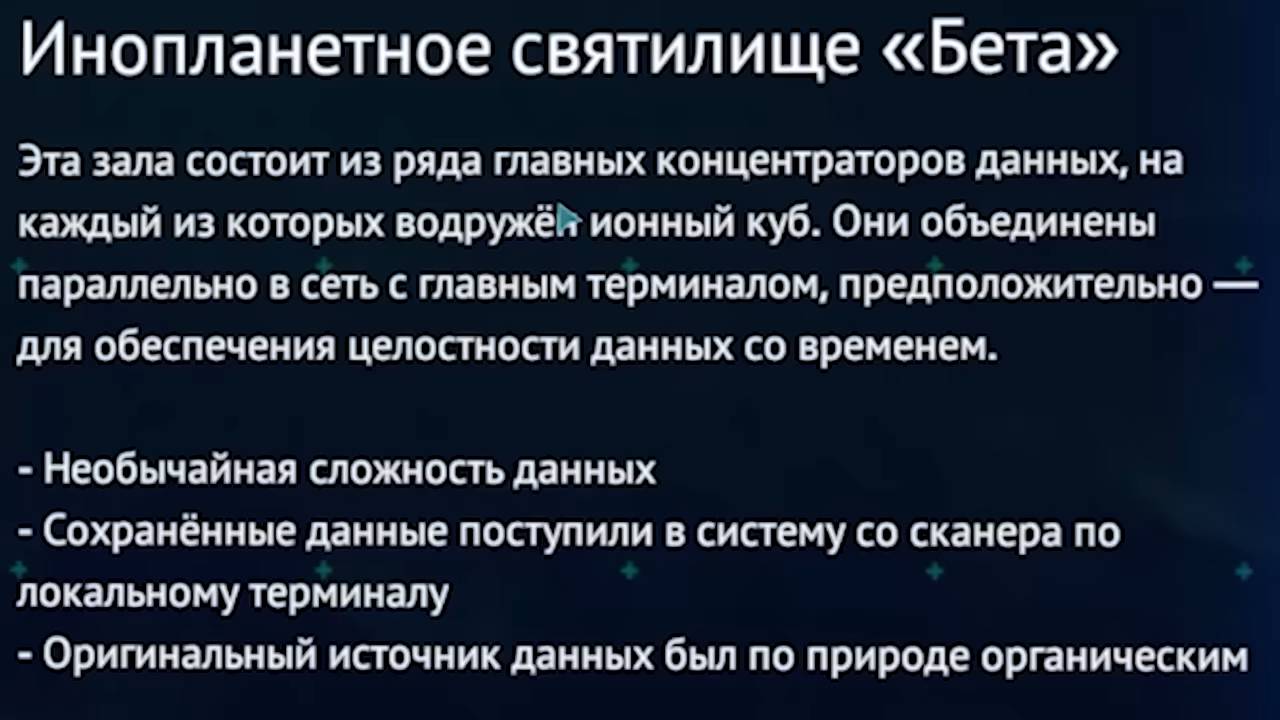 Инопланетное святилище «Бета»
Эта зала состоит из ряда главных концентраторов данных, на
каждый из которых водружён ионный куб. Они объединены
параллельно в сеть с главным терминалом, предположительно —
для обеспечения целостности данных со временем.
- Необычайная сложность данных
- Сохранённые данные поступили в систему со сканера по
локальному терминалу
- Оригинальный источник данных был по природе органическим